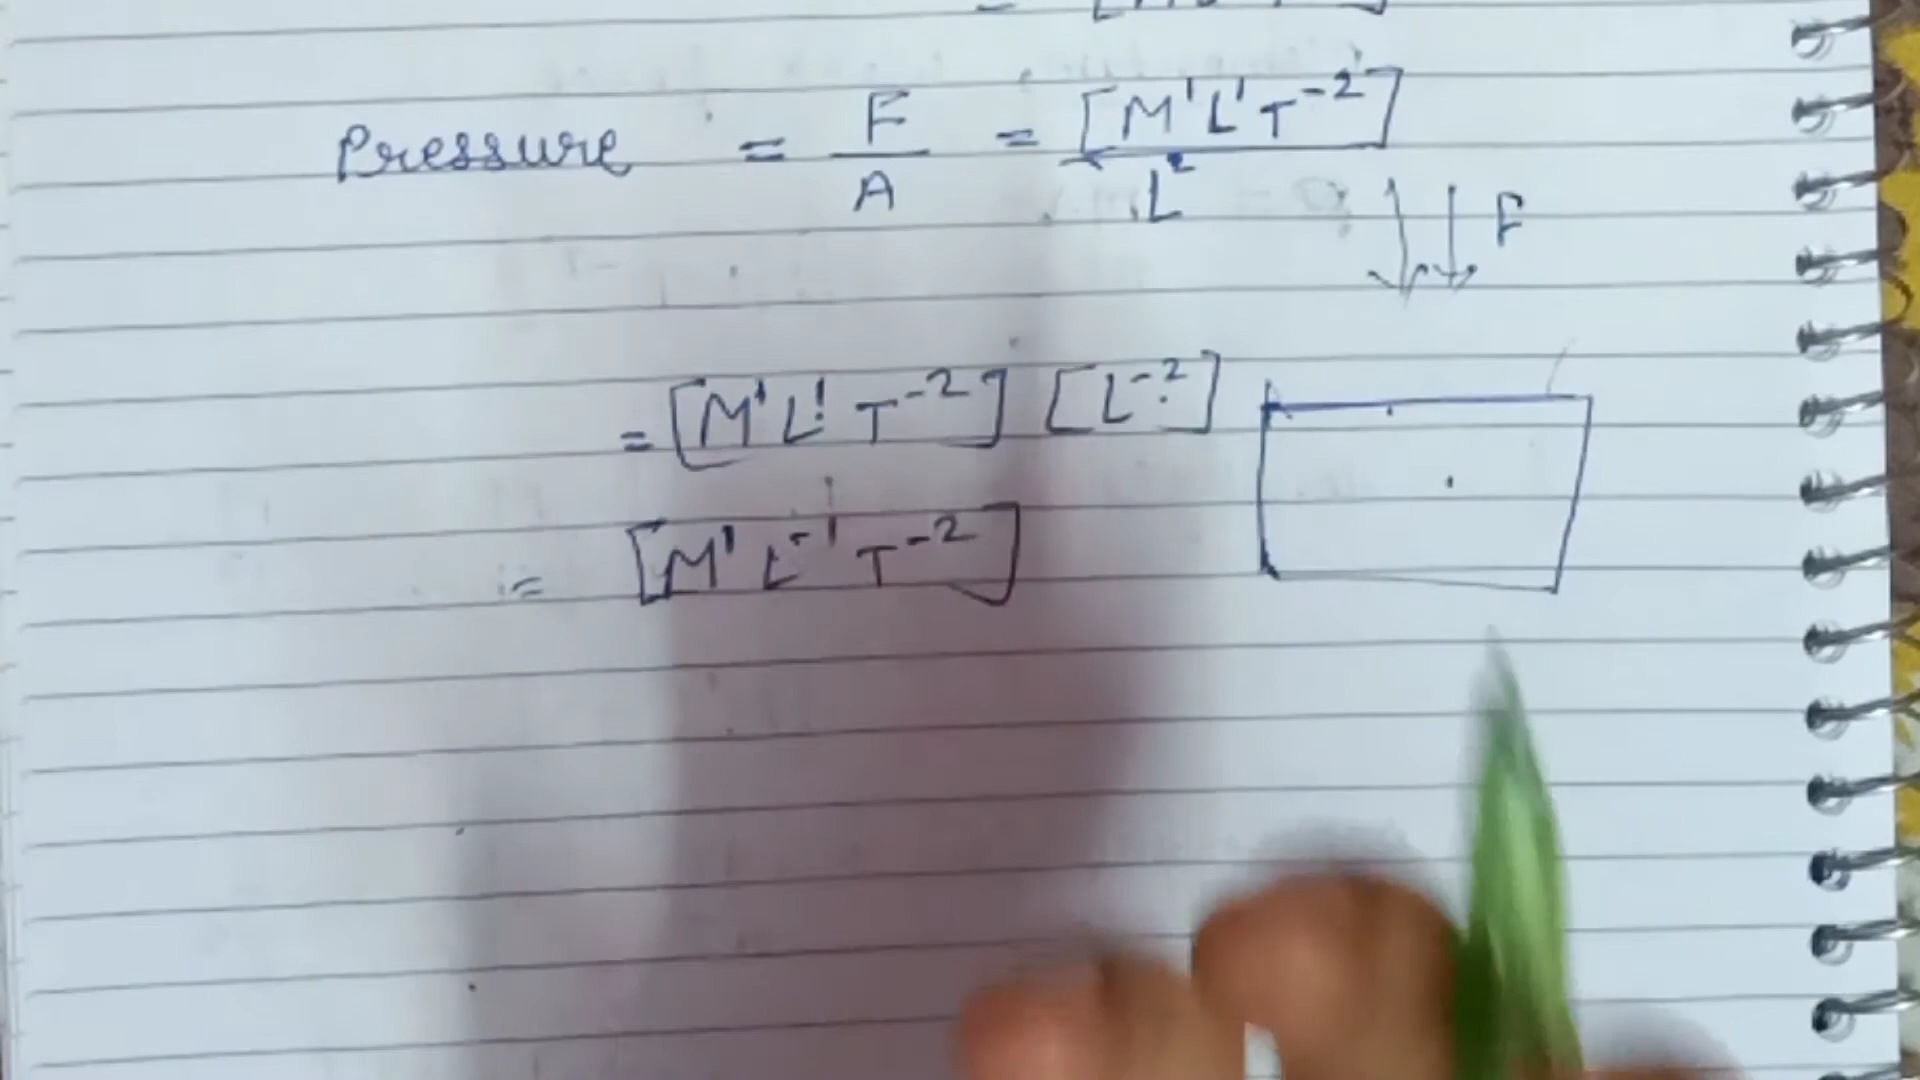 Pressure = F/A = [M¹L¹T⁻²]/L²
F
= [M¹L¹T⁻²] [L⁻²]
= [M¹L⁻¹T⁻²]